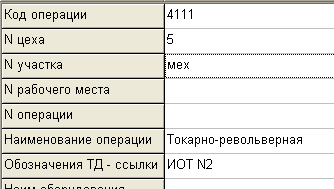 Код операции 4111
N цеха 5
N участка мех
N рабочего места
N операции
Наименование операции Токарно-револьверная
Обозначения ТД - ссылки ИОТ N2